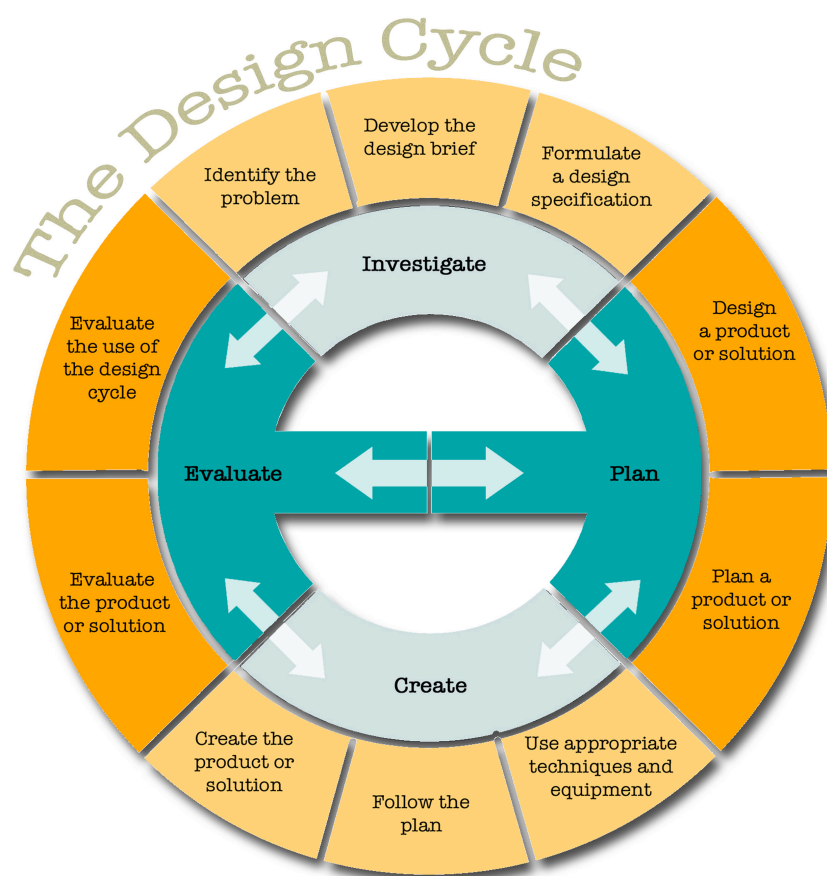 The Design Cycle
Identify the
problem
Develop the
design brief
Formulate
a design
specification
Investigate
Evaluate
the use of
the design
cycle
Design
a product
or solution
Evaluate
Plan
Evaluate
the product
or solution
Plan a
product or
solution
Create
Create the
product or
solution
Follow the
plan
Use appropriate
techniques and
equipment